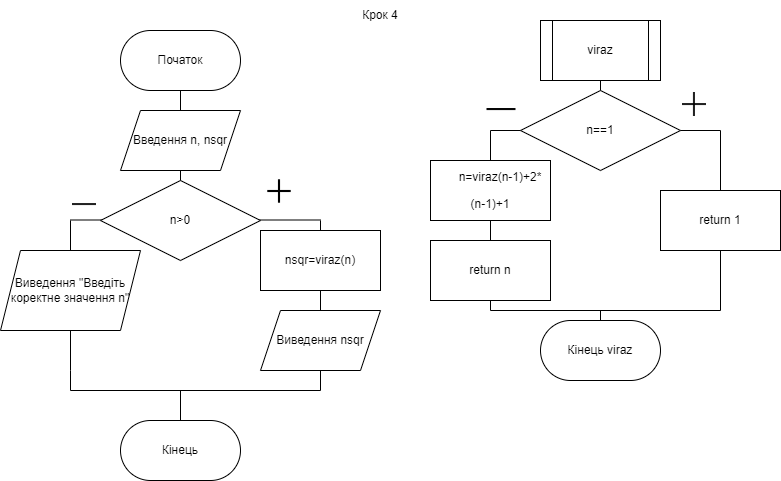 Крок 4
Початок
Введення n, nsqr
n>0
+
Виведення "Введіть
коректне значення n"
nsqr=viraz(n)
Виведення nsqr
Кінець
viraz
n==1
+
n=viraz(n-1)+2*
(n-1)+1
return n
return 1
Кінець viraz